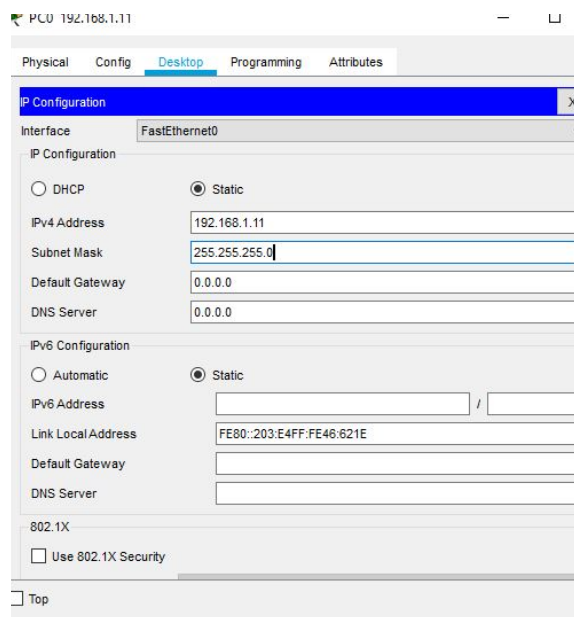 PC0 192.168.1.11
Physical Config Desktop Programming Attributes
IP Configuration X
Interface FastEthernet0
IP Configuration
DHCP Static
IPv4 Address 192.168.1.11
Subnet Mask 255.255.255.0
Default Gateway 0.0.0.0
DNS Server 0.0.0.0
IPv6 Configuration
Automatic Static
IPv6 Address /
Link Local Address FE80::203:E4FF:FE46:621E
Default Gateway
DNS Server
802.1X
Use 802.1X Security
Top